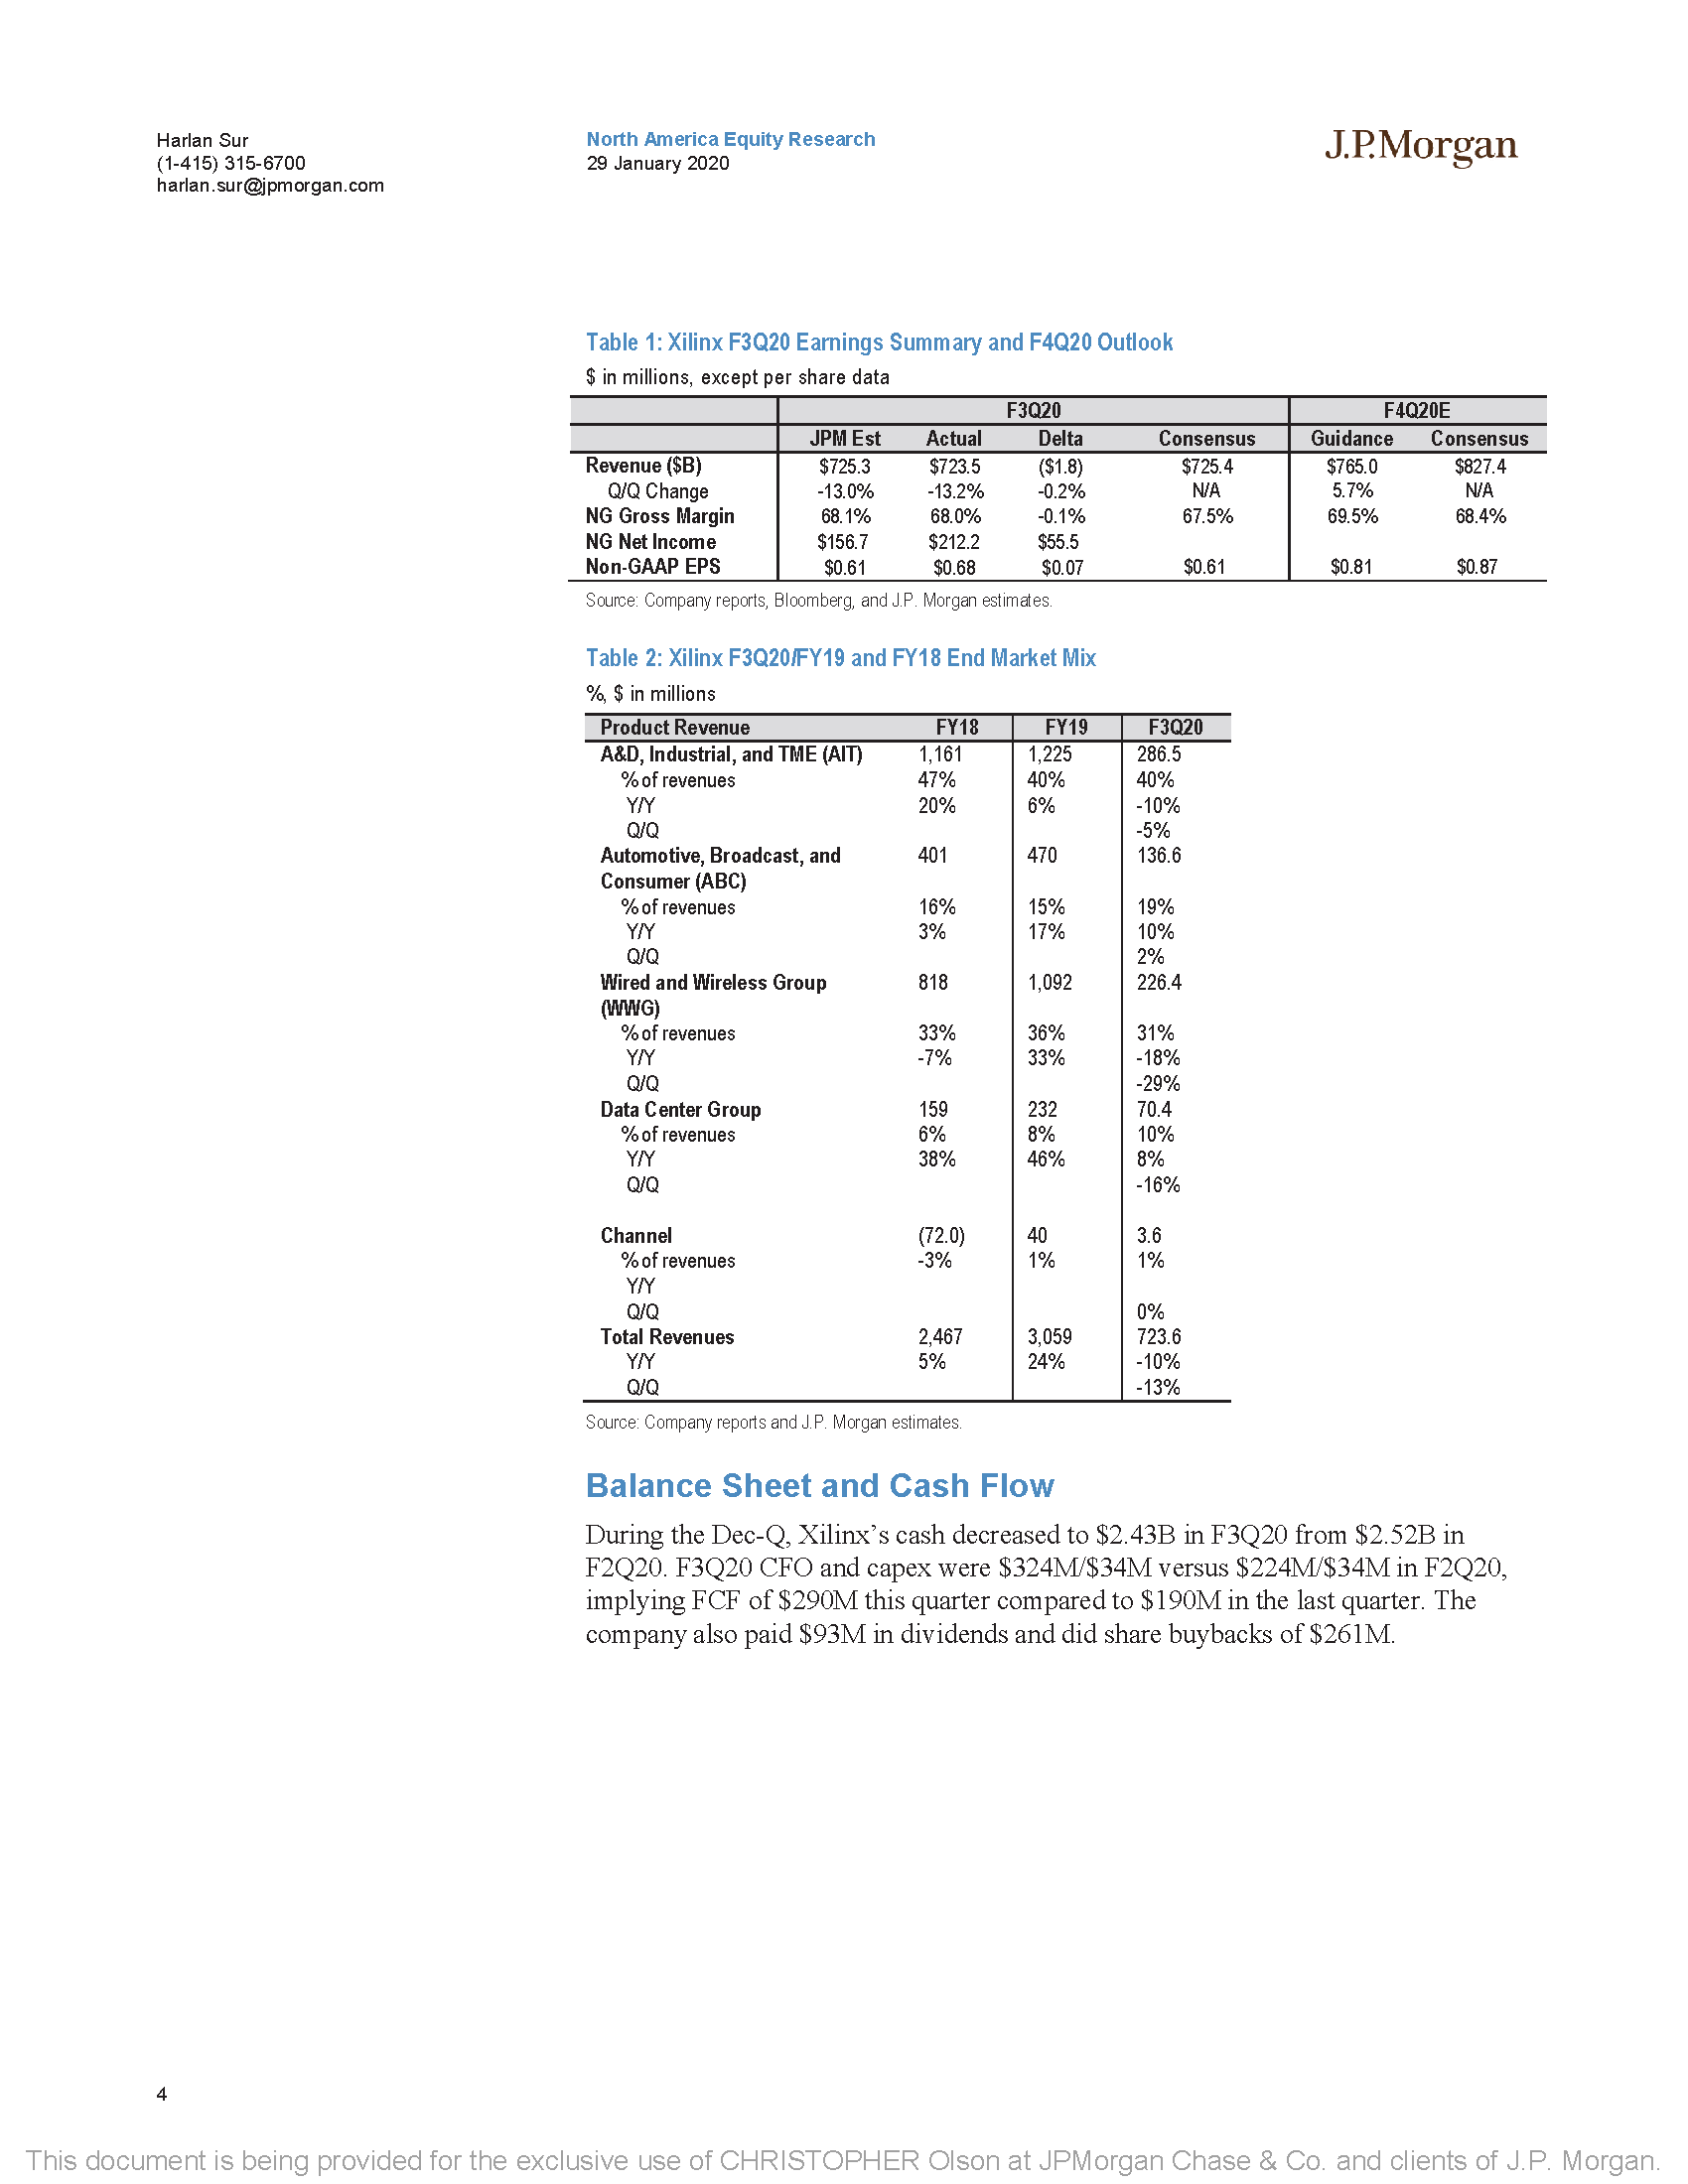 Harlan Sur
(1-415) 315-6700
harlan.sur@jpmorgan.com
North America Equity Research
29 January 2020
J.P.Morgan
Table 1: Xilinx F3Q20 Earnings Summary and F4Q20 Outlook
$ in millions, except per share data
F3Q20 F4Q20E
JPM Est Actual Delta Consensus Guidance Consensus
Revenue ($B) $725.3 $723.5 ($1.8) $725.4 $765.0 $827.4
Q/Q Change -13.0% -13.2% -0.2% N/A 5.7% N/A
NG Gross Margin 68.1% 68.0% -0.1% 67.5% 69.5% 68.4%
NG Net Income $156.7 $212.2 $55.5
Non-GAAP EPS $0.61 $0.68 $0.07 $0.61 $0.81 $0.87
Source: Company reports, Bloomberg, and J.P. Morgan estimates.
Table 2: Xilinx F3Q20/FY19 and FY18 End Market Mix
%, $ in millions
Product Revenue FY18 FY19 F3Q20
A&D, Industrial, and TME (AIT) 1,161 1,225 286.5
% of revenues 47% 40% 40%
Y/Y 20% 6% -10%
Q/Q -5%
Automotive, Broadcast, and 401 470 136.6
Consumer (ABC)
% of revenues 16% 15% 19%
Y/Y 3% 17% 10%
Q/Q 2%
Wired and Wireless Group 818 1,092 226.4
(WWG)
% of revenues 33% 36% 31%
Y/Y -7% 33% -18%
Q/Q -29%
Data Center Group 159 232 70.4
% of revenues 6% 8% 10%
Y/Y 38% 46% 8%
Q/Q -16%
Channel (72.0) 40 3.6
% of revenues -3% 1% 1%
Y/Y
Q/Q 0%
Total Revenues 2,467 3,059 723.6
Y/Y 5% 24% -10%
Q/Q -13%
Source: Company reports and J.P. Morgan estimates.
Balance Sheet and Cash Flow
During the Dec-Q, Xilinx’s cash decreased to $2.43B in F3Q20 from $2.52B in
F2Q20. F3Q20 CFO and capex were $324M/$34M versus $224M/$34M in F2Q20,
implying FCF of $290M this quarter compared to $190M in the last quarter. The
company also paid $93M in dividends and did share buybacks of $261M.
4
This document is being provided for the exclusive use of CHRISTOPHER Olson at JPMorgan Chase & Co. and clients of J.P. Morgan.